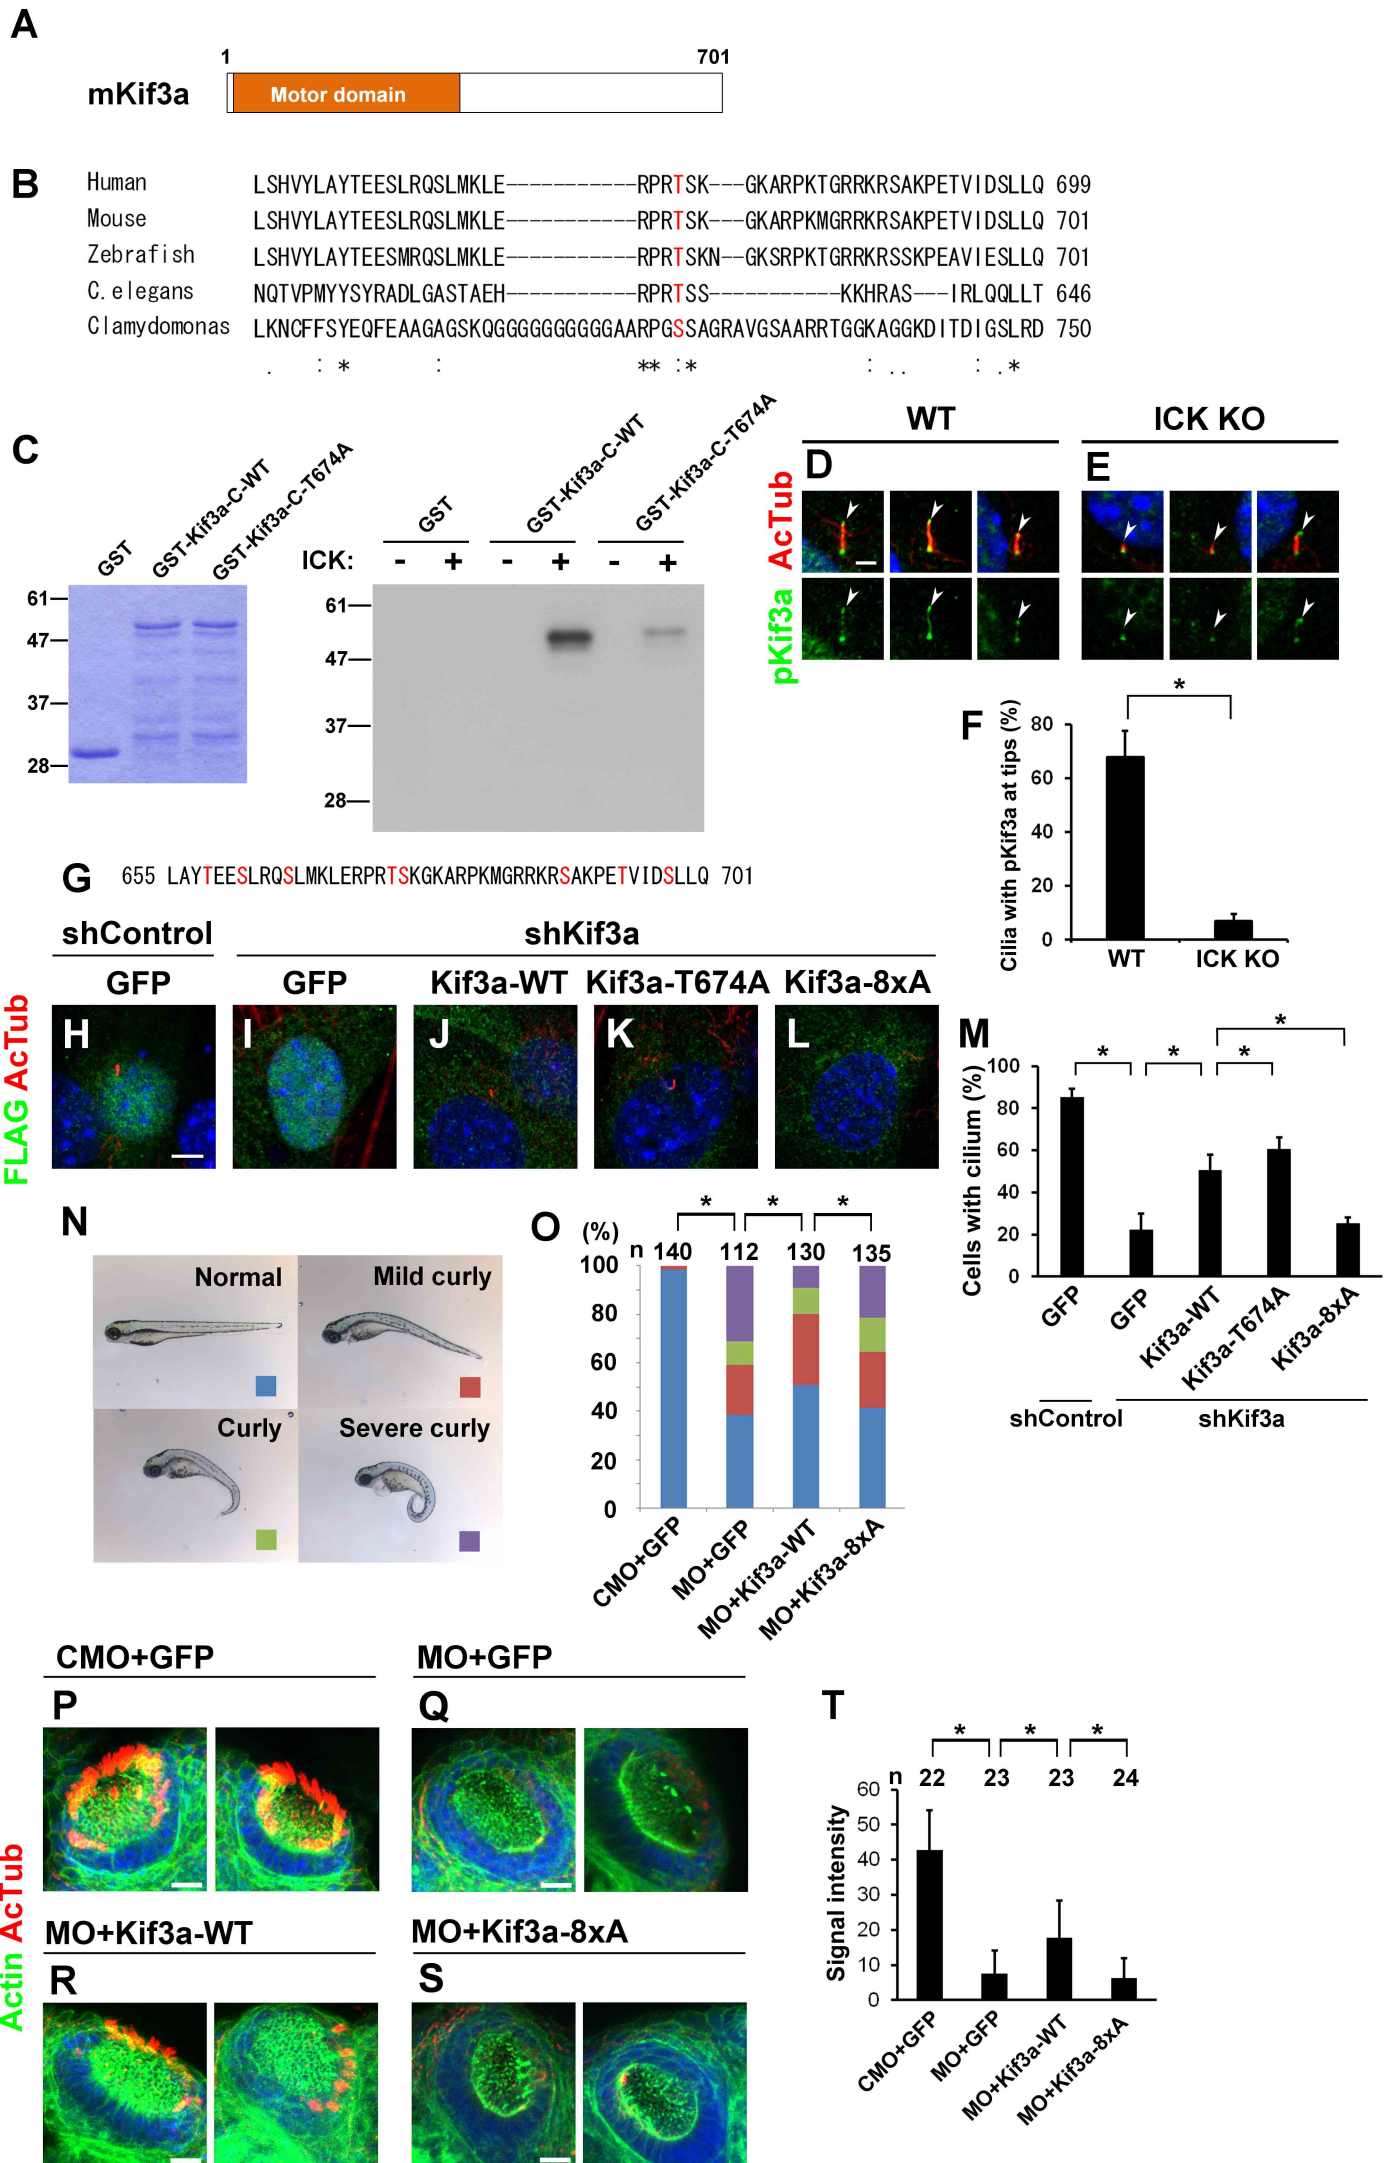 A
1 701
mKif3a Motor domain
B
Human LSHVYLAYTEESLRQSLMKLE-----------RPRTSK---GKARPKTGRRKRSAKPETVIDSLLQ 699
Mouse LSHVYLAYTEESLRQSLMKLE-----------RPRTSK---GKARPKMGRRKRSAKPETVIDSLLQ 701
Zebrafish LSHVYLAYTEESMRQSLMKLE-----------RPRTSKN--GKSRPKTGRRKRSSKPEAVIESLLQ 701
C.elegans NQTVPMYYSYRADLGASTAEH-----------RPRTSS-----------KKHRAS---IRLQQLLT 646
Clamydomonas LKNCFFSYEQFEAAGAGSKQGGGGGGGGGGGAARPGSSAGRAVGSAARRTGGKAGGKDITDIGSLRD 750
. : * : ** :* : .. : . *
C
GST GST-Kif3a-C-WT GST-Kif3a-C-T674A
61
47
37
28
GST GST-Kif3a-C-WT GST-Kif3a-C-T674A
ICK: - + - + - +
61
47
37
28
WT ICK KO
D E
pKif3a AcTub
F
*
Cilia with pKif3a at tips (%)
80
60
40
20
0
WT ICK KO
G 655 LAYTEESLRQSLMKLERPRTSKGKARPKMGRRKRSAKPETVIDSLLQ 701
shControl shKif3a
GFP GFP Kif3a-WT Kif3a-T674A Kif3a-8xA
FLAG AcTub
H I J K L
M
* * * *
Cells with cilium (%)
100
80
60
40
20
0
GFP GFP Kif3a-WT Kif3a-T674A Kif3a-8xA
shControl shKif3a
N
Normal Mild curly
Curly Severe curly
O
* * *
(%)
n 140 112 130 135
100
80
60
40
20
0
CMO+GFP MO+GFP MO+Kif3a-WT MO+Kif3a-8xA
CMO+GFP MO+GFP
P Q
MO+Kif3a-WT MO+Kif3a-8xA
R S
Actin AcTub
T
* * *
n 22 23 23 24
Signal intensity
60
50
40
30
20
10
0
CMO+GFP MO+GFP MO+Kif3a-WT MO+Kif3a-8xA